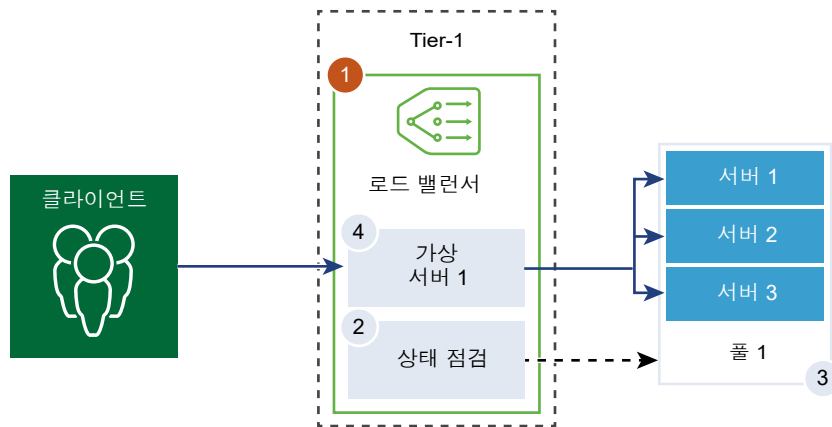 Tier-1
1
로드 밸런서
클라이언트
4
가상
서버 1
2
상태 점검
서버 1
서버 2
서버 3
풀 1
3